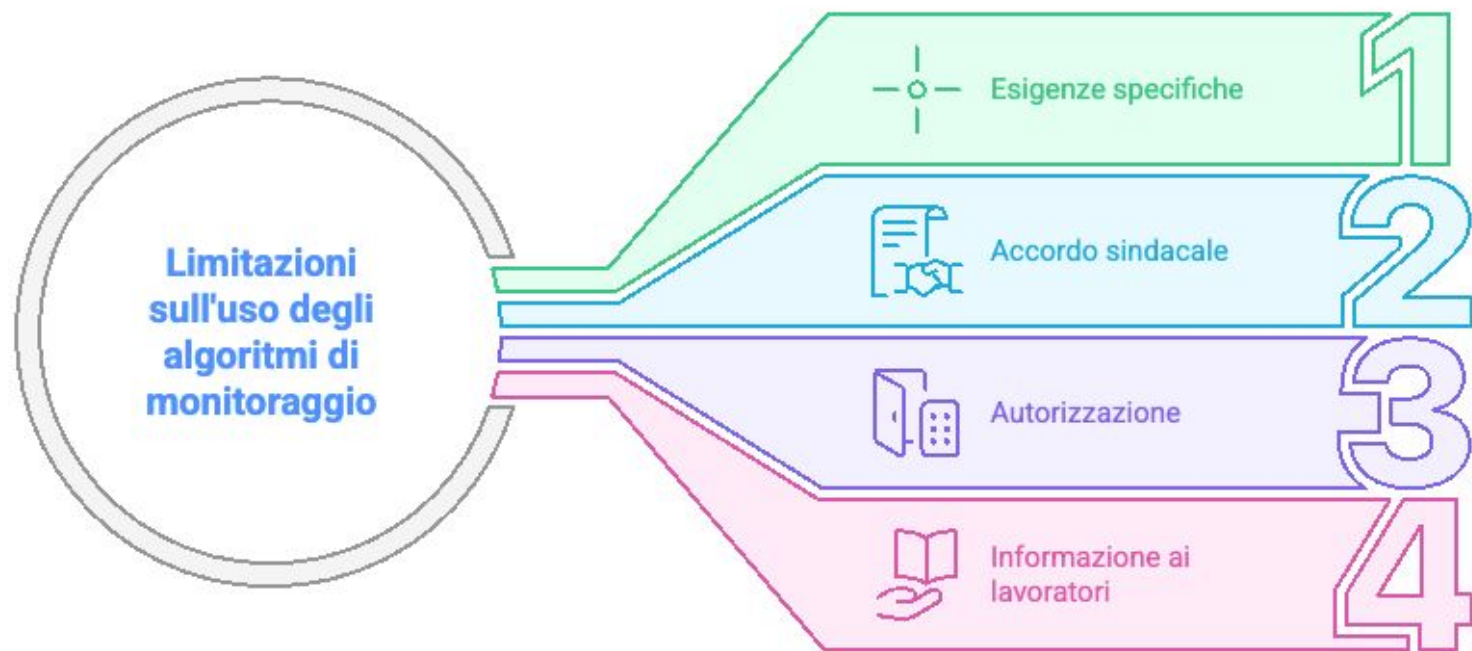 Limitazioni
sull'uso degli
algoritmi di
monitoraggio
Esigenze specifiche
1
Accordo sindacale
2
Autorizzazione
3
Informazione ai
lavoratori
4